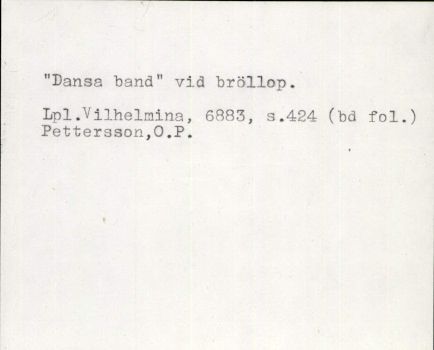 "Dansa band" vid bröllop.
Lpl.Vilhelmina, 6883, s.424 (bd fol.)
Pettersson,O.P.